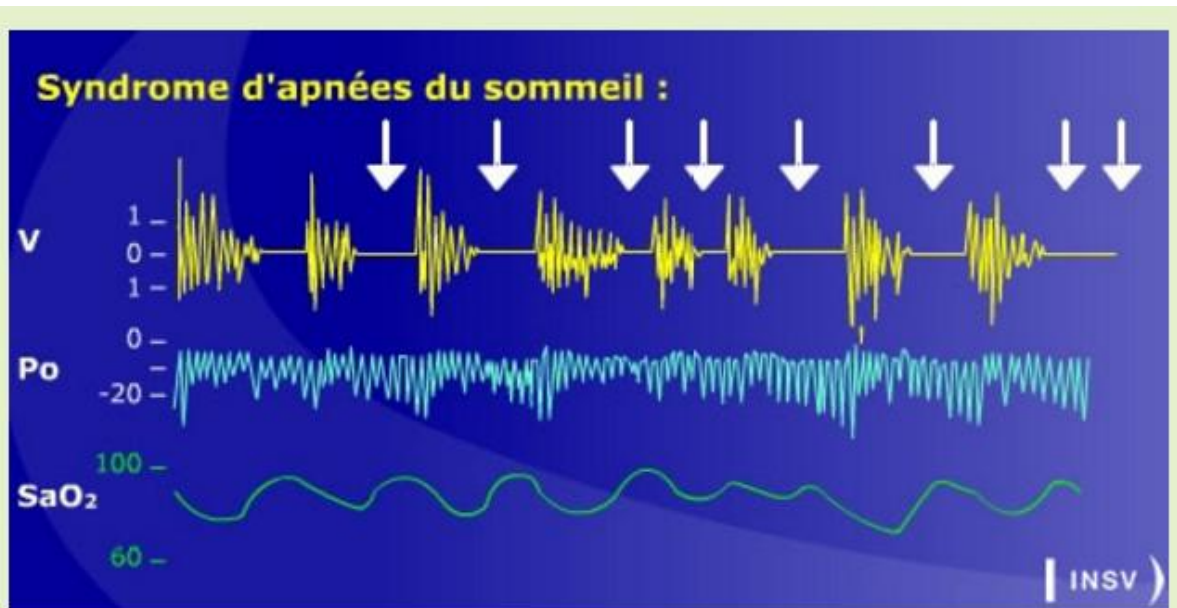 Syndrome d'apnées du sommeil :
V
1
0
1
Po
0
-20
SaO₂
100
60
INSV